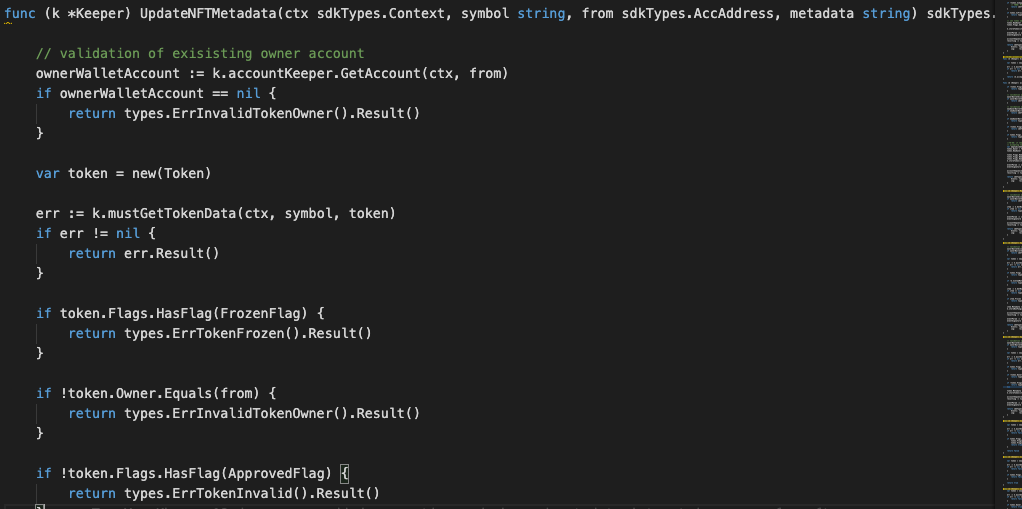 func (k *Keeper) UpdateNFTMetadata(ctx sdkTypes.Context, symbol string, from sdkTypes.AccAddress, metadata string) sdkTypes.
// validation of exisisting owner account
ownerWalletAccount := k.accountKeeper.GetAccount(ctx, from)
if ownerWalletAccount == nil {
return types.ErrInvalidTokenOwner().Result()
}
var token = new(Token)
err := k.mustGetTokenData(ctx, symbol, token)
if err != nil {
return err.Result()
}
if token.Flags.HasFlag(FrozenFlag) {
return types.ErrTokenFrozen().Result()
}
if !token.Owner.Equals(from) {
return types.ErrInvalidTokenOwner().Result()
}
if !token.Flags.HasFlag(ApprovedFlag) {
return types.ErrTokenInvalid().Result()
}